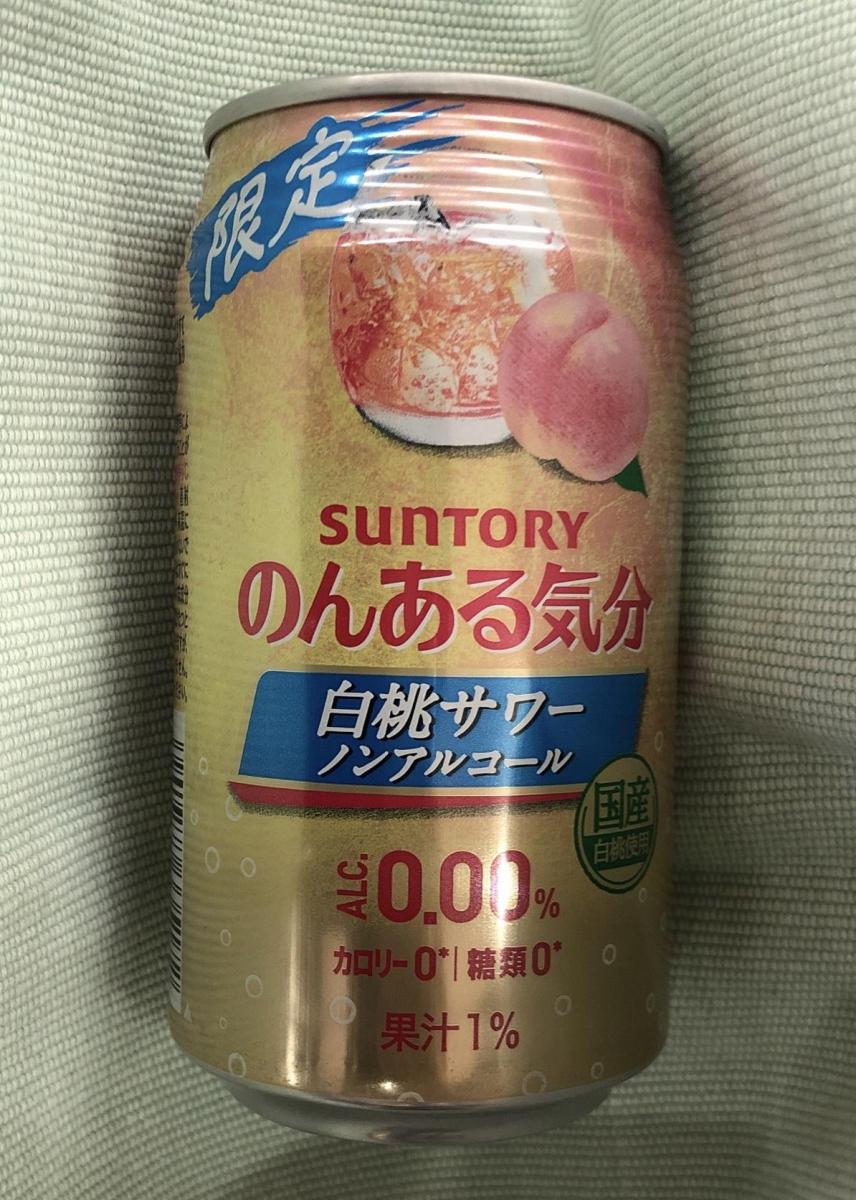 限定
SUNTORY
のんある気分
白桃サワー
ノンアルコール
国産
白桃使用
ALC.0.00%
カロリー0*|糖類0*
果汁1%